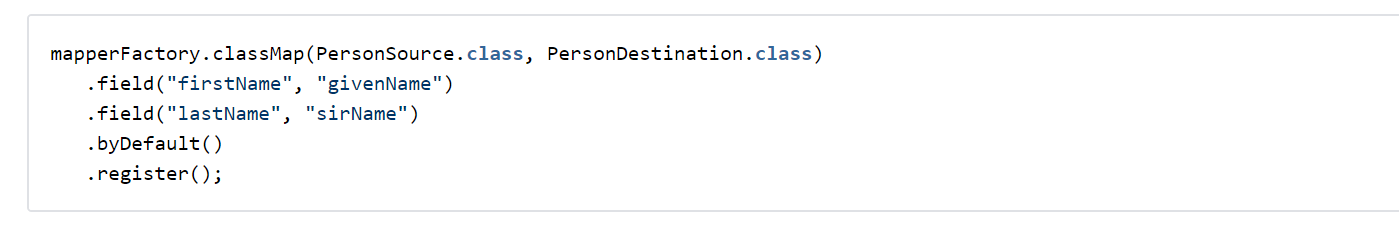 mapperFactory.classMap(PersonSource.class, PersonDestination.class)
   .field("firstName", "givenName")
   .field("lastName", "sirName")
   .byDefault()
   .register();